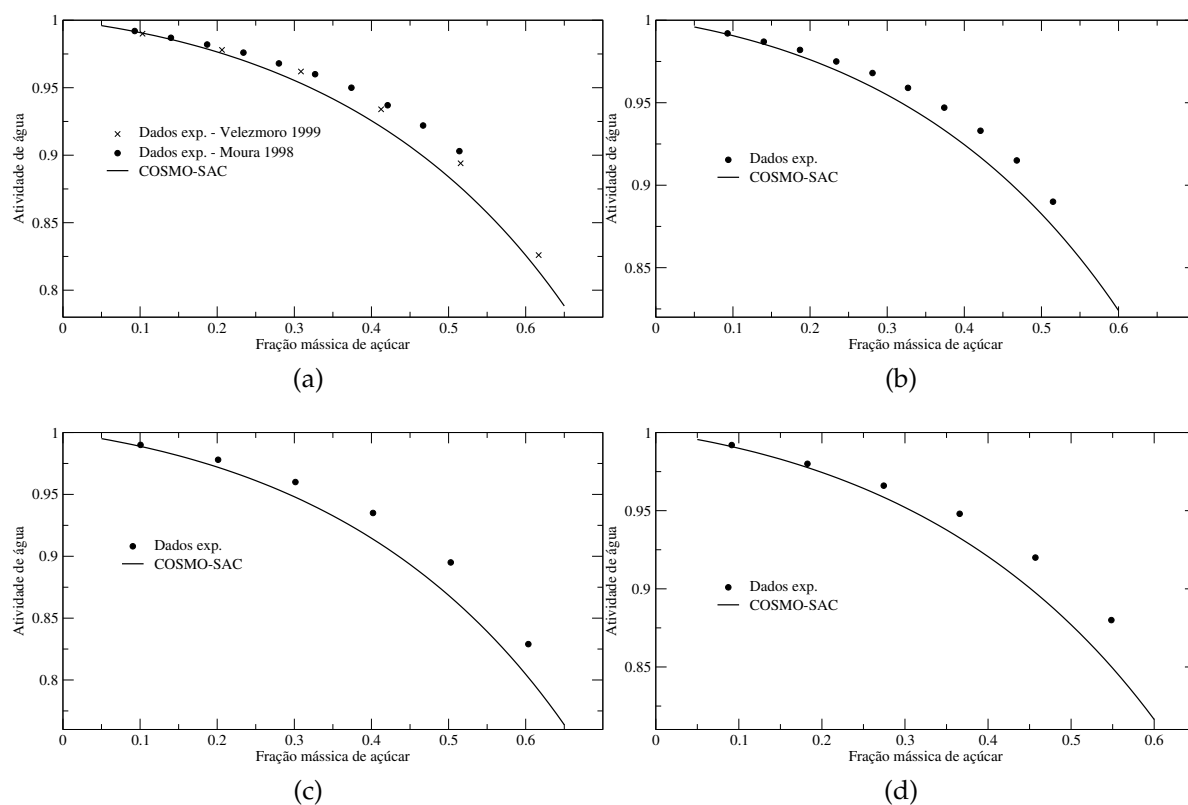 1
0.95
0.9
0.85
0.8
Atividade de água
× Dados exp. - Velezmoro 1999
● Dados exp. - Moura 1998
COSMO-SAC
0 0.1 0.2 0.3 0.4 0.5 0.6
Fração mássica de açúcar
(a)
1
0.95
0.9
0.85
Atividade de água
Dados exp.
COSMO-SAC
0 0.1 0.2 0.3 0.4 0.5 0.6
Fração mássica de açúcar
(b)
1
0.95
0.9
0.85
0.8
Atividade de água
Dados exp.
COSMO-SAC
0 0.1 0.2 0.3 0.4 0.5 0.6
Fração mássica de açúcar
(c)
1
0.95
0.9
0.85
Atividade de água
Dados exp.
COSMO-SAC
0 0.1 0.2 0.3 0.4 0.5 0.6
Fração mássica de açúcar
(d)